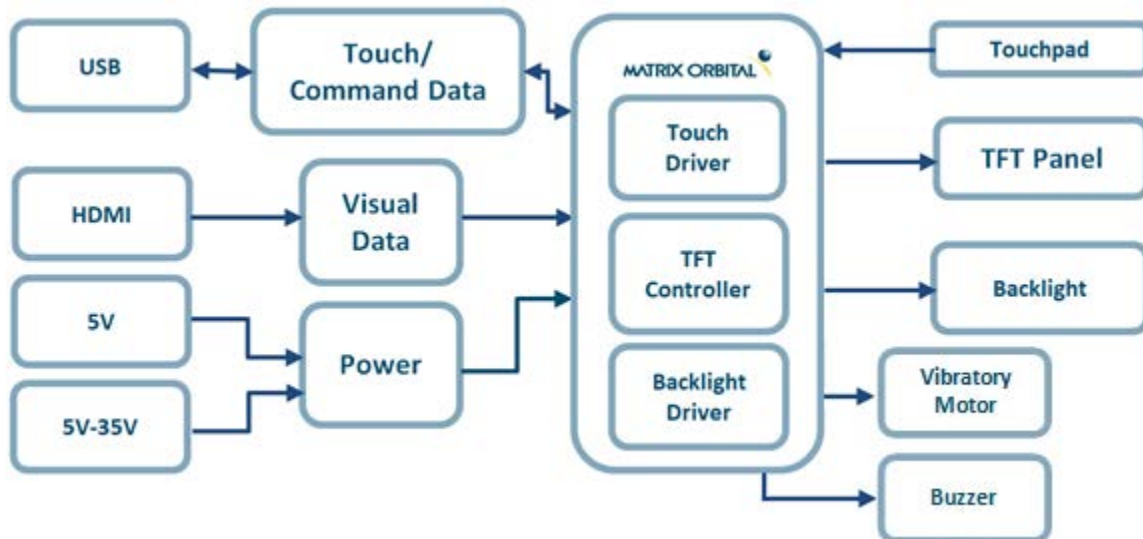 USB
Touch/
Command Data
HDMI
Visual
Data
5V
5V-35V
Power
MATRIX ORBITAL
Touch
Driver
TFT
Controller
Backlight
Driver
Touchpad
TFT Panel
Backlight
Vibratory
Motor
Buzzer